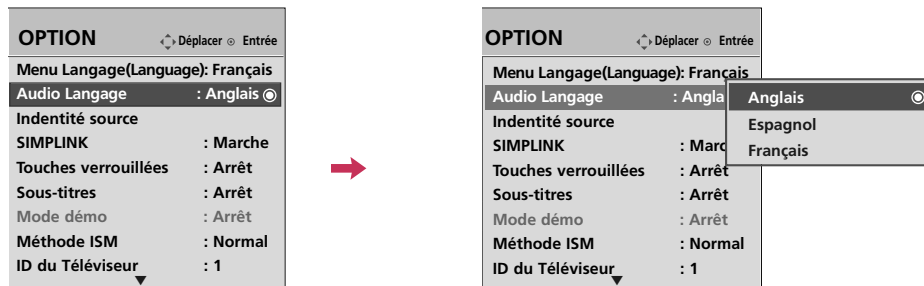 OPTION Déplacer Entrée
Menu Langage(Language): Français
Audio Langage : Anglais
Indentité source
SIMPLINK : Marche
Touches verrouillées : Arrêt
Sous-titres : Arrêt
Mode démo : Arrêt
Méthode ISM : Normal
ID du Téléviseur : 1
OPTION Déplacer Entrée
Menu Langage(Language): Français
Audio Langage : Angla
Indentité source
SIMPLINK : Marc
Touches verrouillées : Arrêt
Sous-titres : Arrêt
Mode démo : Arrêt
Méthode ISM : Normal
ID du Téléviseur : 1
Anglais
Espagnol
Français